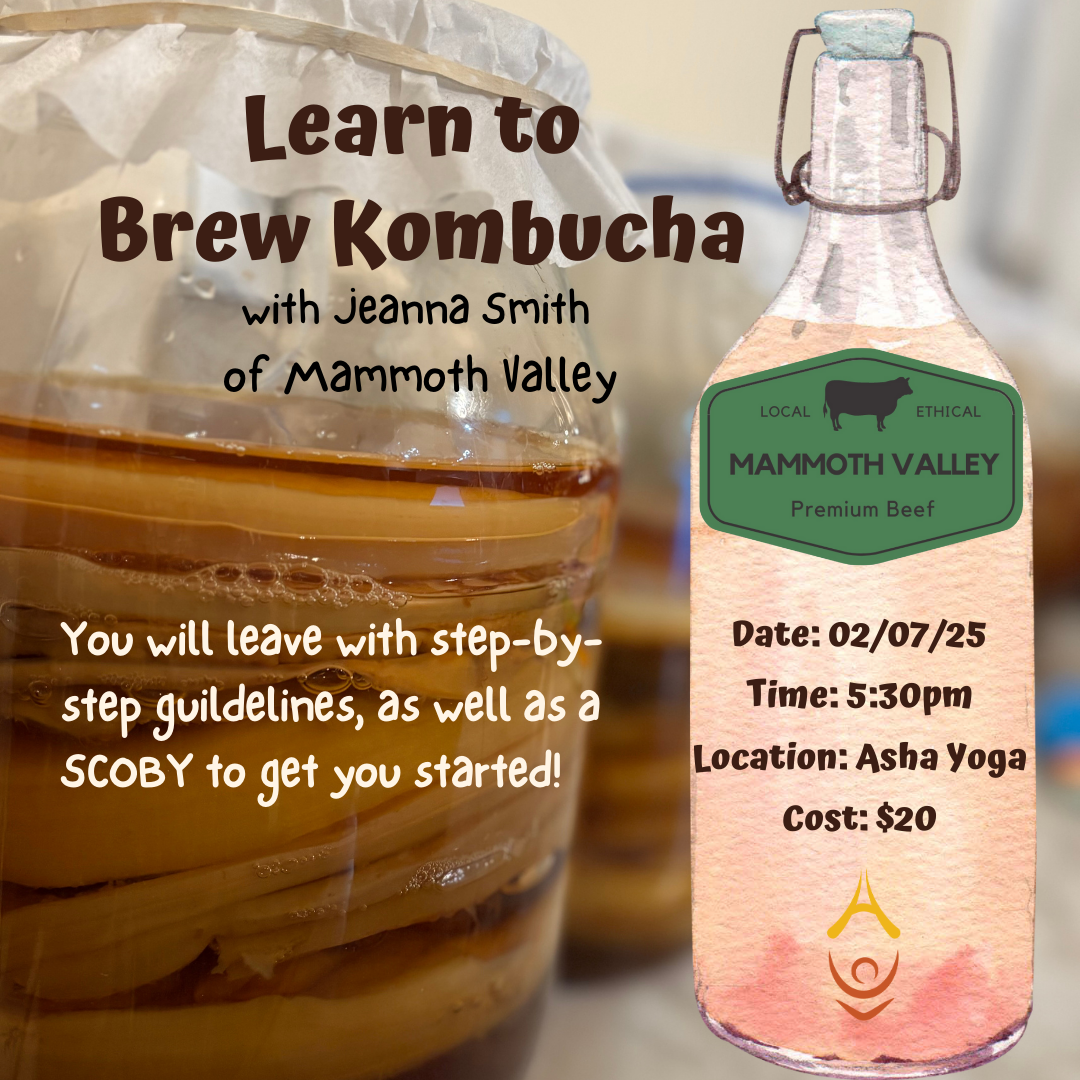 Learn to
Brew Kombucha
with Jeanna Smith
of Mammoth Valley
LOCAL ETHICAL
MAMMOTH VALLEY
Premium Beef
You will leave with step-by-
step guildelines, as well as a
SCOBY to get you started!
Date: 02/07/25
Time: 5:30pm
Location: Asha Yoga
Cost: $20